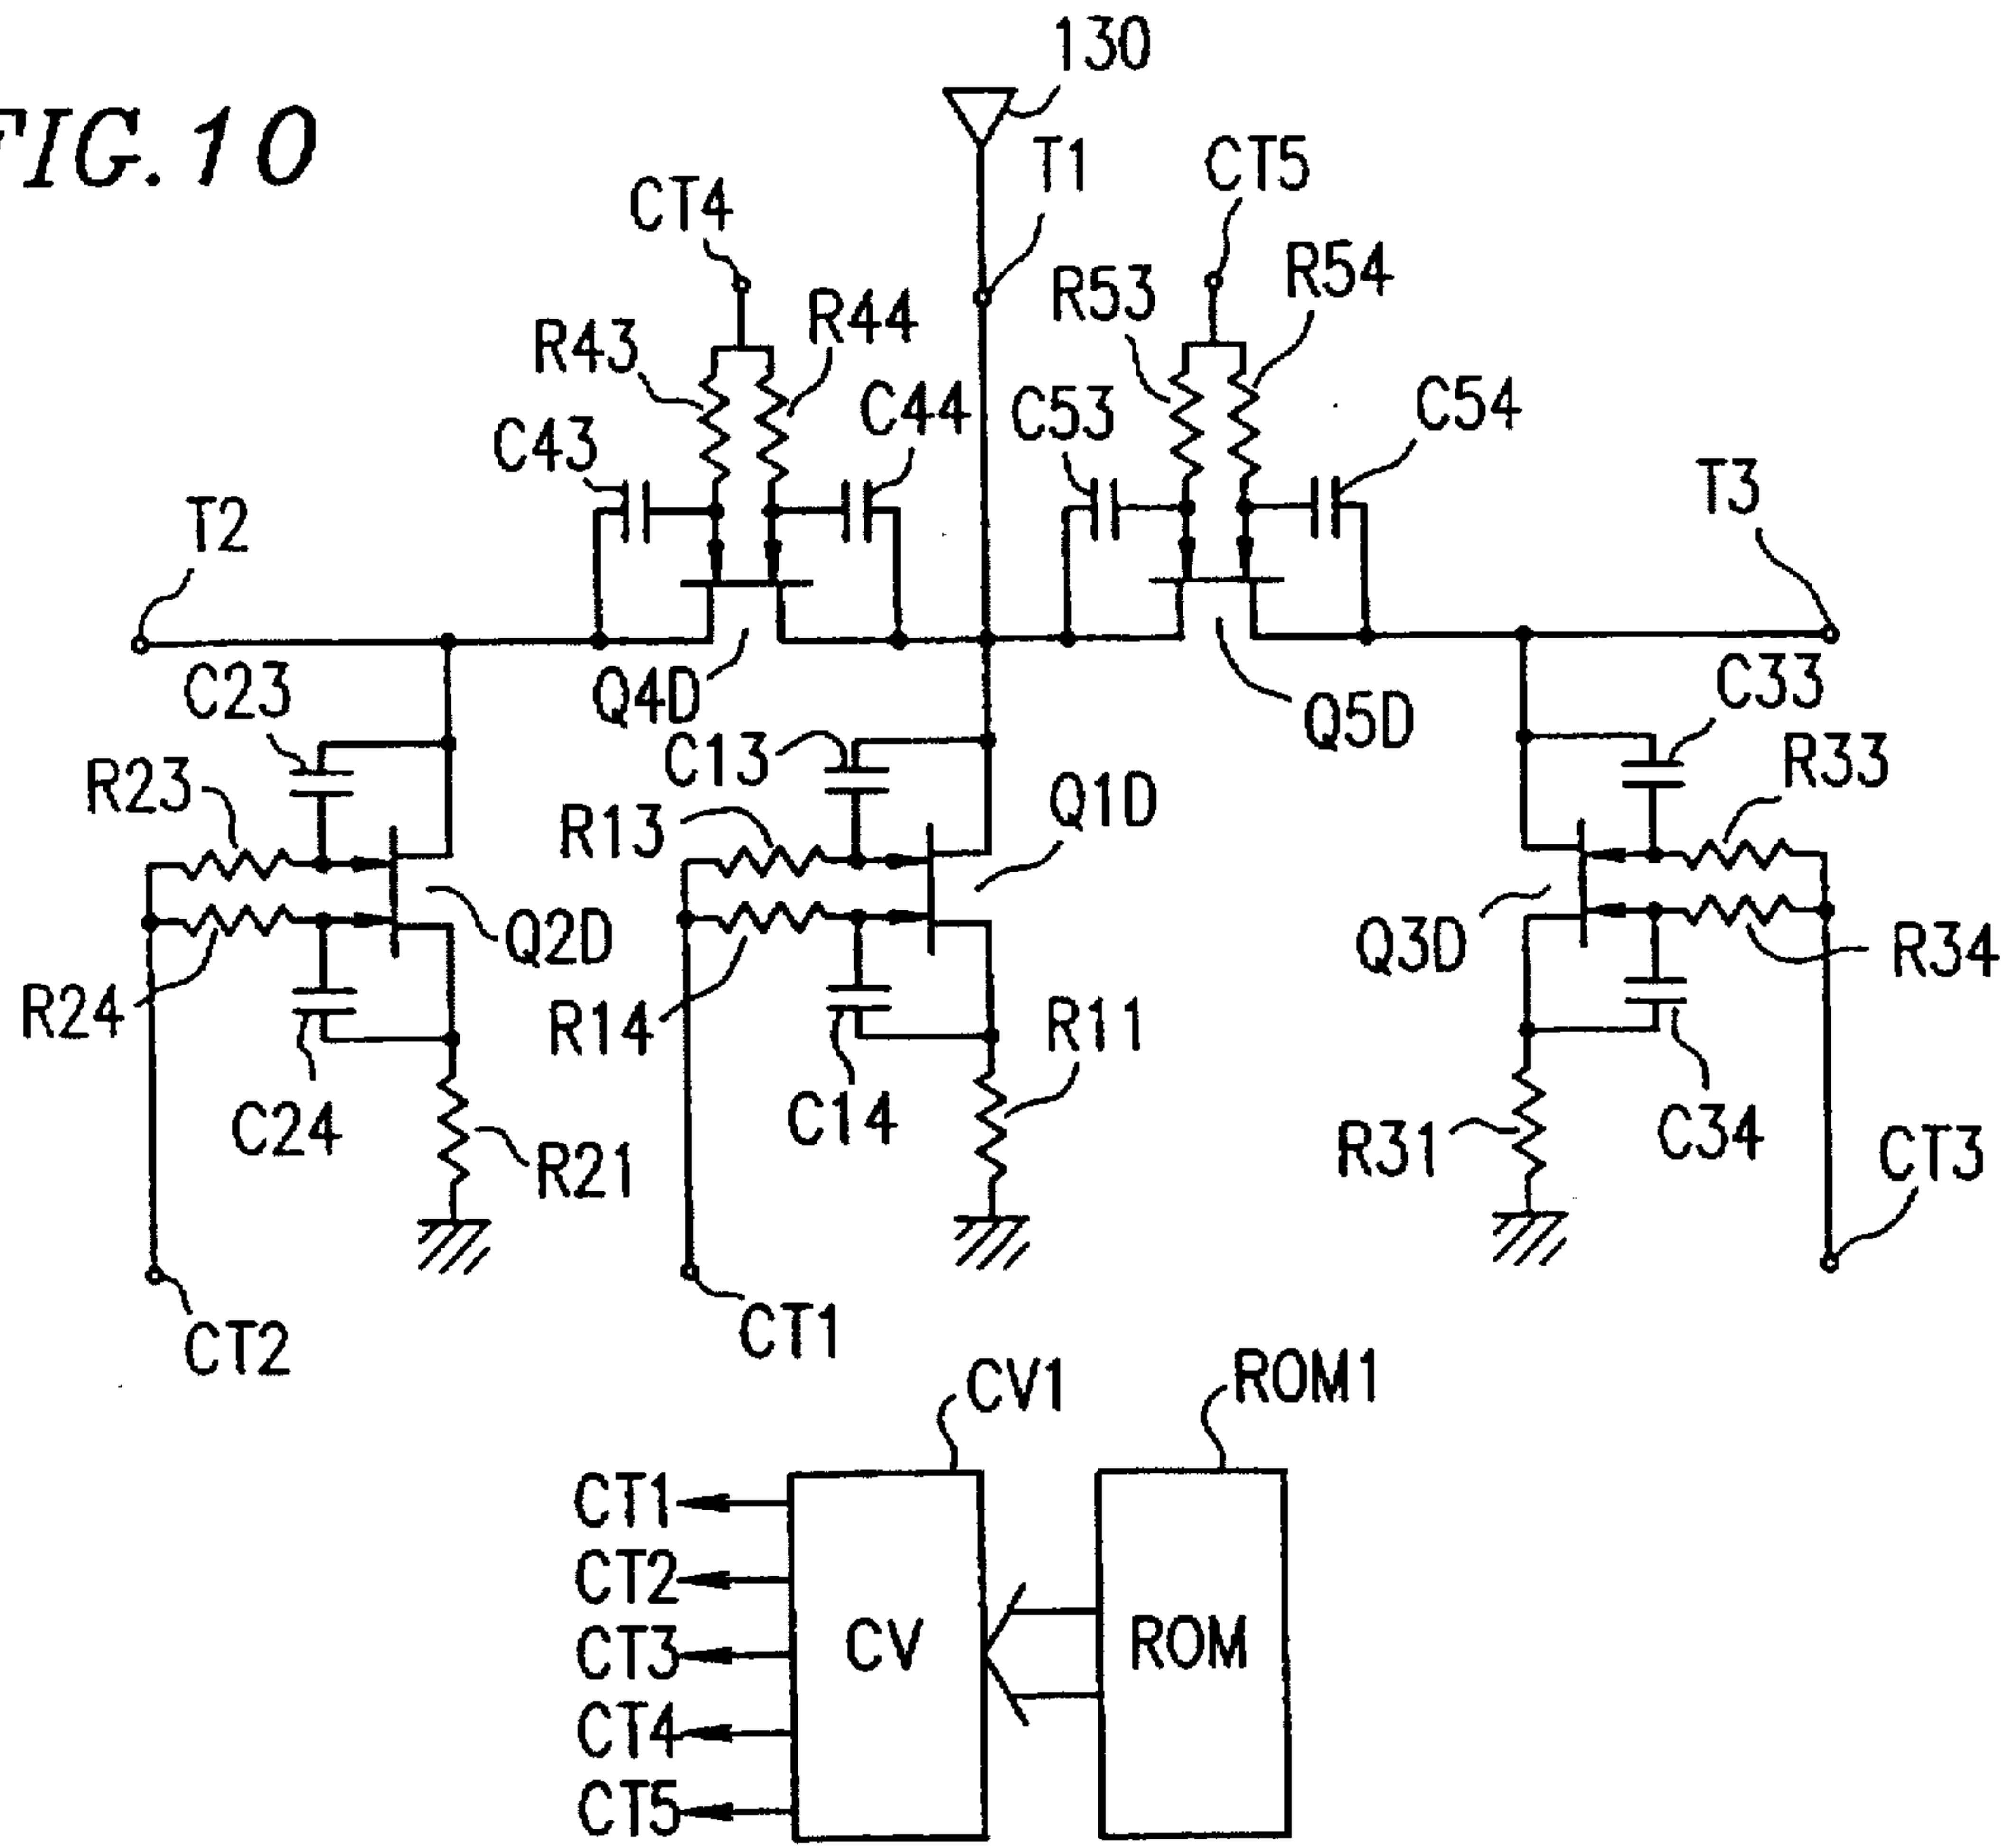 FIG.10
130
T1
CT5
CT4
R54
R53
R44
R43
C44
C53
C54
C43
T3
T2
C23
Q4D
C13
Q5D
C33
R23
R13
Q1D
R33
Q2D
Q3D
R34
R24
R14
R11
C24
C14
R21
R31
C34
CT3
CT2
CT1
CV1
ROM1
CT1
CT2
CT3
CV
ROM
CT4
CT5